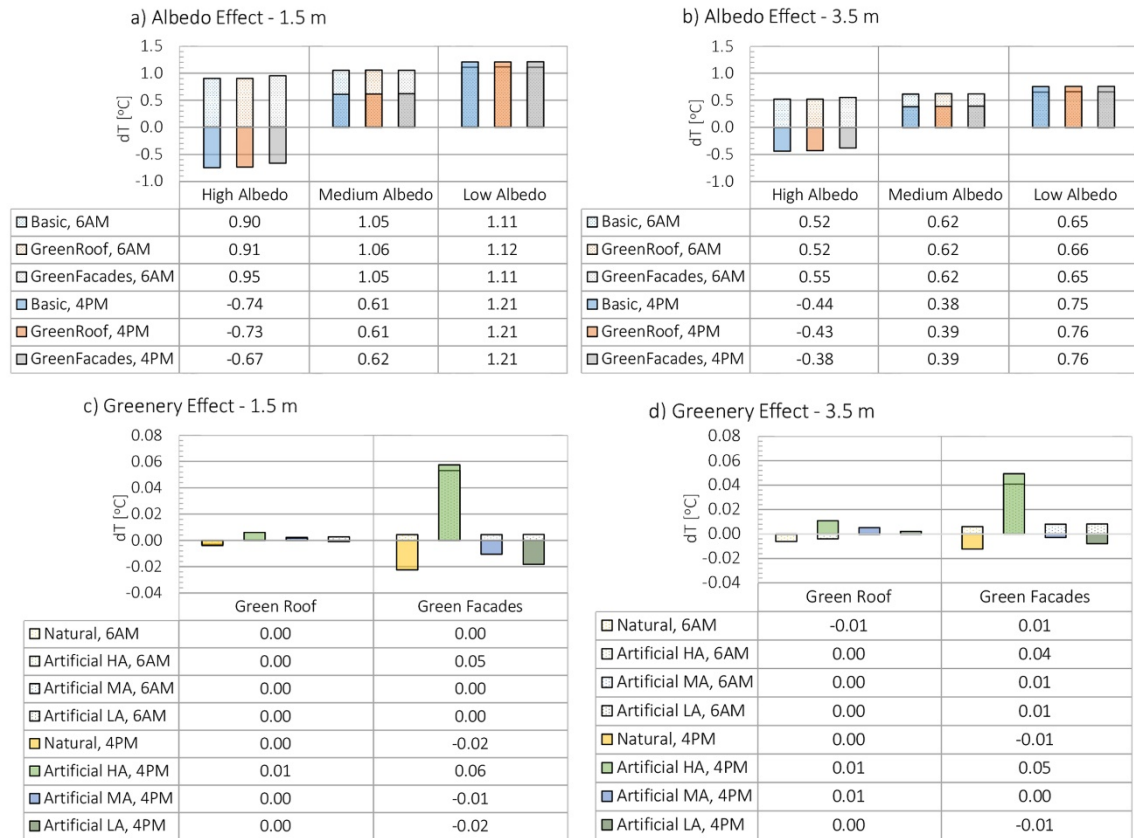 a) Albedo Effect - 1.5 m
dT [°C]
1.5
1.0
0.5
0.0
-0.5
-1.0
High Albedo Medium Albedo Low Albedo
Basic, 6AM 0.90 1.05 1.11
GreenRoof, 6AM 0.91 1.06 1.12
GreenFacades, 6AM 0.95 1.05 1.11
Basic, 4PM -0.74 0.61 1.21
GreenRoof, 4PM -0.73 0.61 1.21
GreenFacades, 4PM -0.67 0.62 1.21
b) Albedo Effect - 3.5 m
dT [°C]
1.5
1.0
0.5
0.0
-0.5
-1.0
High Albedo Medium Albedo Low Albedo
Basic, 6AM 0.52 0.62 0.65
GreenRoof, 6AM 0.52 0.62 0.66
GreenFacades, 6AM 0.55 0.62 0.65
Basic, 4PM -0.44 0.38 0.75
GreenRoof, 4PM -0.43 0.39 0.76
GreenFacades, 4PM -0.38 0.39 0.76
c) Greenery Effect - 1.5 m
dT [°C]
0.08
0.06
0.04
0.02
0.00
-0.02
-0.04
Green Roof Green Facades
Natural, 6AM 0.00 0.00
Artificial HA, 6AM 0.00 0.05
Artificial MA, 6AM 0.00 0.00
Artificial LA, 6AM 0.00 0.00
Natural, 4PM 0.00 -0.02
Artificial HA, 4PM 0.01 0.06
Artificial MA, 4PM 0.00 -0.01
Artificial LA, 4PM 0.00 -0.02
d) Greenery Effect - 3.5 m
dT [°C]
0.08
0.06
0.04
0.02
0.00
-0.02
-0.04
Green Roof Green Facades
Natural, 6AM -0.01 0.01
Artificial HA, 6AM 0.00 0.04
Artificial MA, 6AM 0.00 0.01
Artificial LA, 6AM 0.00 0.01
Natural, 4PM 0.00 -0.01
Artificial HA, 4PM 0.01 0.05
Artificial MA, 4PM 0.01 0.00
Artificial LA, 4PM 0.00 -0.01